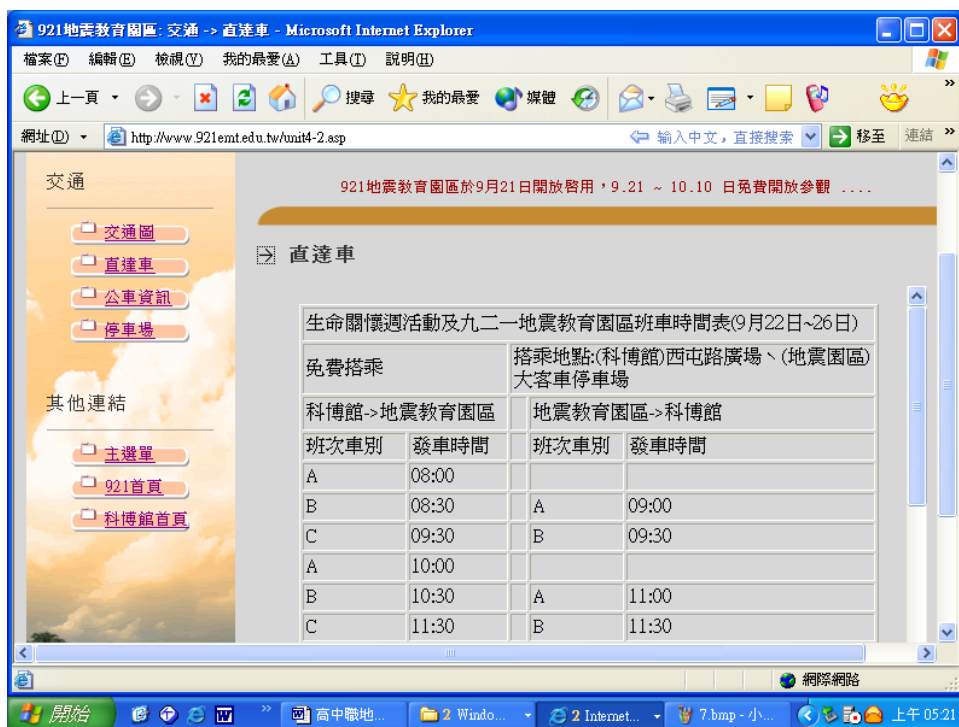 921地震教育園區: 交通 -> 直達車 - Microsoft Internet Explorer
檔案(F) 編輯(E) 檢視(V) 我的最愛(A) 工具(T) 說明(H)
上一頁 搜尋 我的最愛 媒體
網址(D) http://www.921emt.edu.tw/unit4-2.asp 输入中文，直接搜索 移至 連結 »
交通
交通圖
直達車
公車資訊
停車場
其他連結
主選單
921首頁
科博館首頁
921地震教育園區於9月21日開放啓用，9.21 ~ 10.10 日免費開放參觀 ....
直達車
生命關懷週活動及九二一地震教育園區班車時間表(9月22日~26日)
免費搭乘 搭乘地點:(科博館)西屯路廣場、(地震園區)
大客車停車場
科博館->地震教育園區 地震教育園區->科博館
班次車別 發車時間 班次車別 發車時間
A 08:00
B 08:30 A 09:00
C 09:30 B 09:30
A 10:00
B 10:30 A 11:00
C 11:30 B 11:30
網際網路
開始 » 高中職地... 2 Windo... 2 Internet... 7.bmp - 小... 上午 05:21